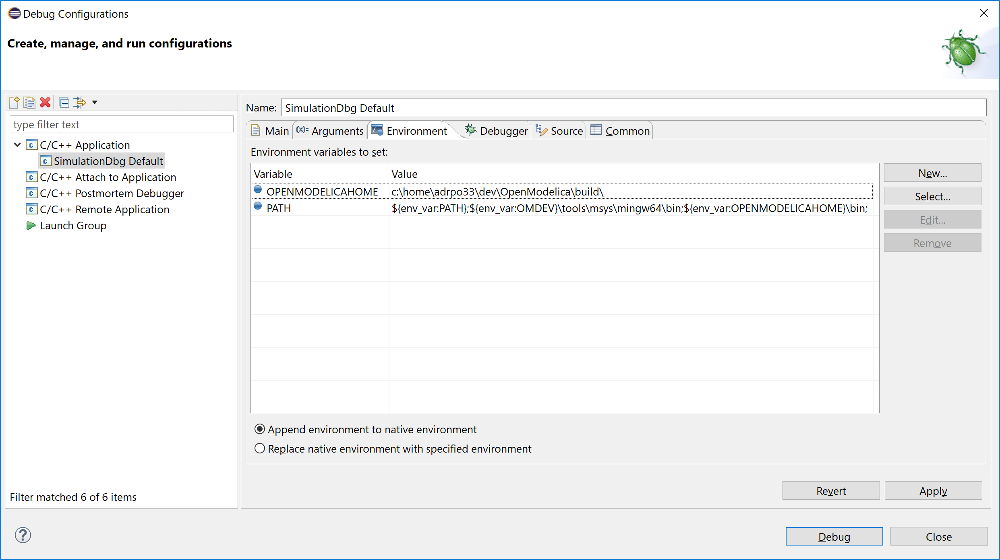 Debug Configurations
Create, manage, and run configurations
type filter text
C/C++ Application
SimulationDbg Default
C/C++ Attach to Application
C/C++ Postmortem Debugger
C/C++ Remote Application
Launch Group
Filter matched 6 of 6 items
Name: SimulationDbg Default
Main (x)= Arguments Environment Debugger Source Common
Environment variables to set:
Variable Value
OPENMODELICAHOME c:\home\adrpo33\dev\OpenModelica\build\
PATH ${env_var:PATH};${env_var:OMDEV}\tools\msys\mingw64\bin;${env_var:OPENMODELICAHOME}\bin;
New...
Select...
Edit...
Remove
Append environment to native environment
Replace native environment with specified environment
Revert Apply
Debug Close